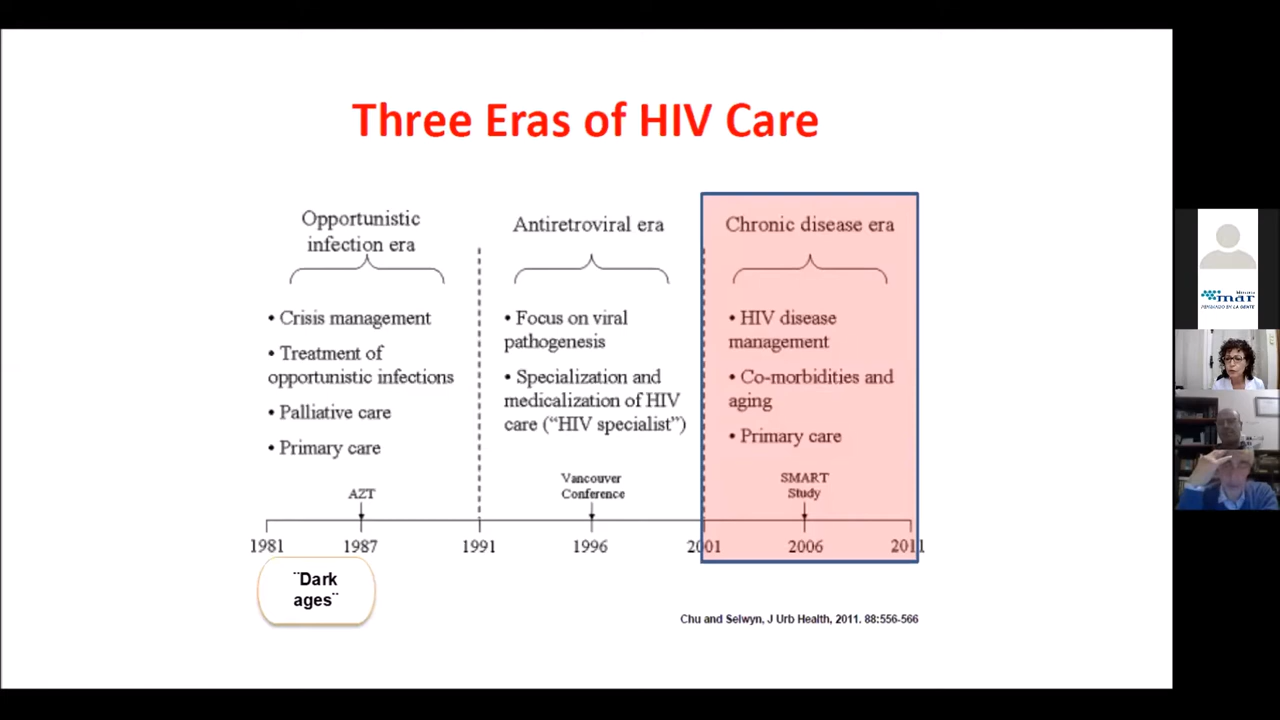 Three Eras of HIV Care
Opportunistic
infection era
• Crisis management
• Treatment of
opportunistic infections
• Palliative care
• Primary care
Antiretroviral era
• Focus on viral
pathogenesis
• Specialization and
medicalization of HIV
care (“HIV specialist”)
Chronic disease era
• HIV disease
management
• Co-morbidities and
aging
• Primary care
AZT
Vancouver
Conference
SMART
Study
1981
1987
1991
1996
2001
2006
2011
¨Dark
ages¨
Chu and Selwyn, J Urb Health, 2011. 88:556-566
mar